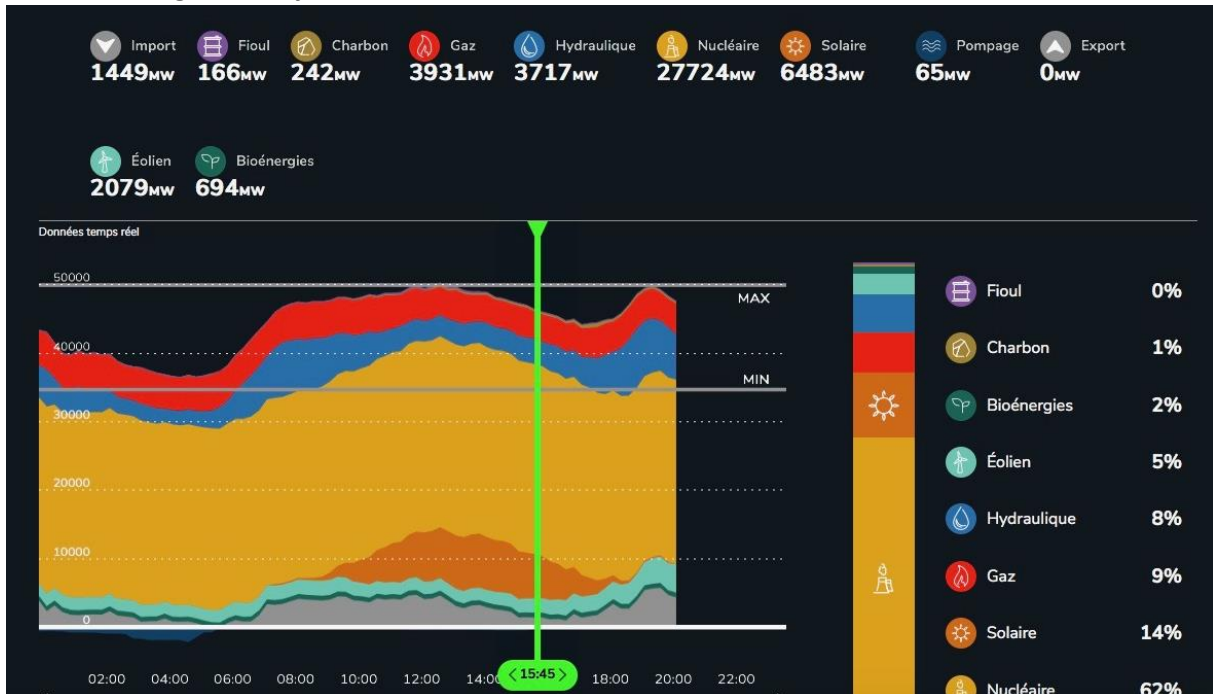 Import Fioul Charbon Gaz Hydraulique Nucléaire Solaire Pompage Export
1449MW 166MW 242MW 3931MW 3717MW 27724MW 6483MW 65MW 0MW
Éolien Bioénergies
2079MW 694MW
Données temps réel
50000
MAX
40000
MIN
30000
20000
10000
0
02:00 04:00 06:00 08:00 10:00 12:00 14:00 <15:45> 18:00 20:00 22:00
Fioul 0%
Charbon 1%
Bioénergies 2%
Éolien 5%
Hydraulique 8%
Gaz 9%
Solaire 14%
Nucléaire 62%